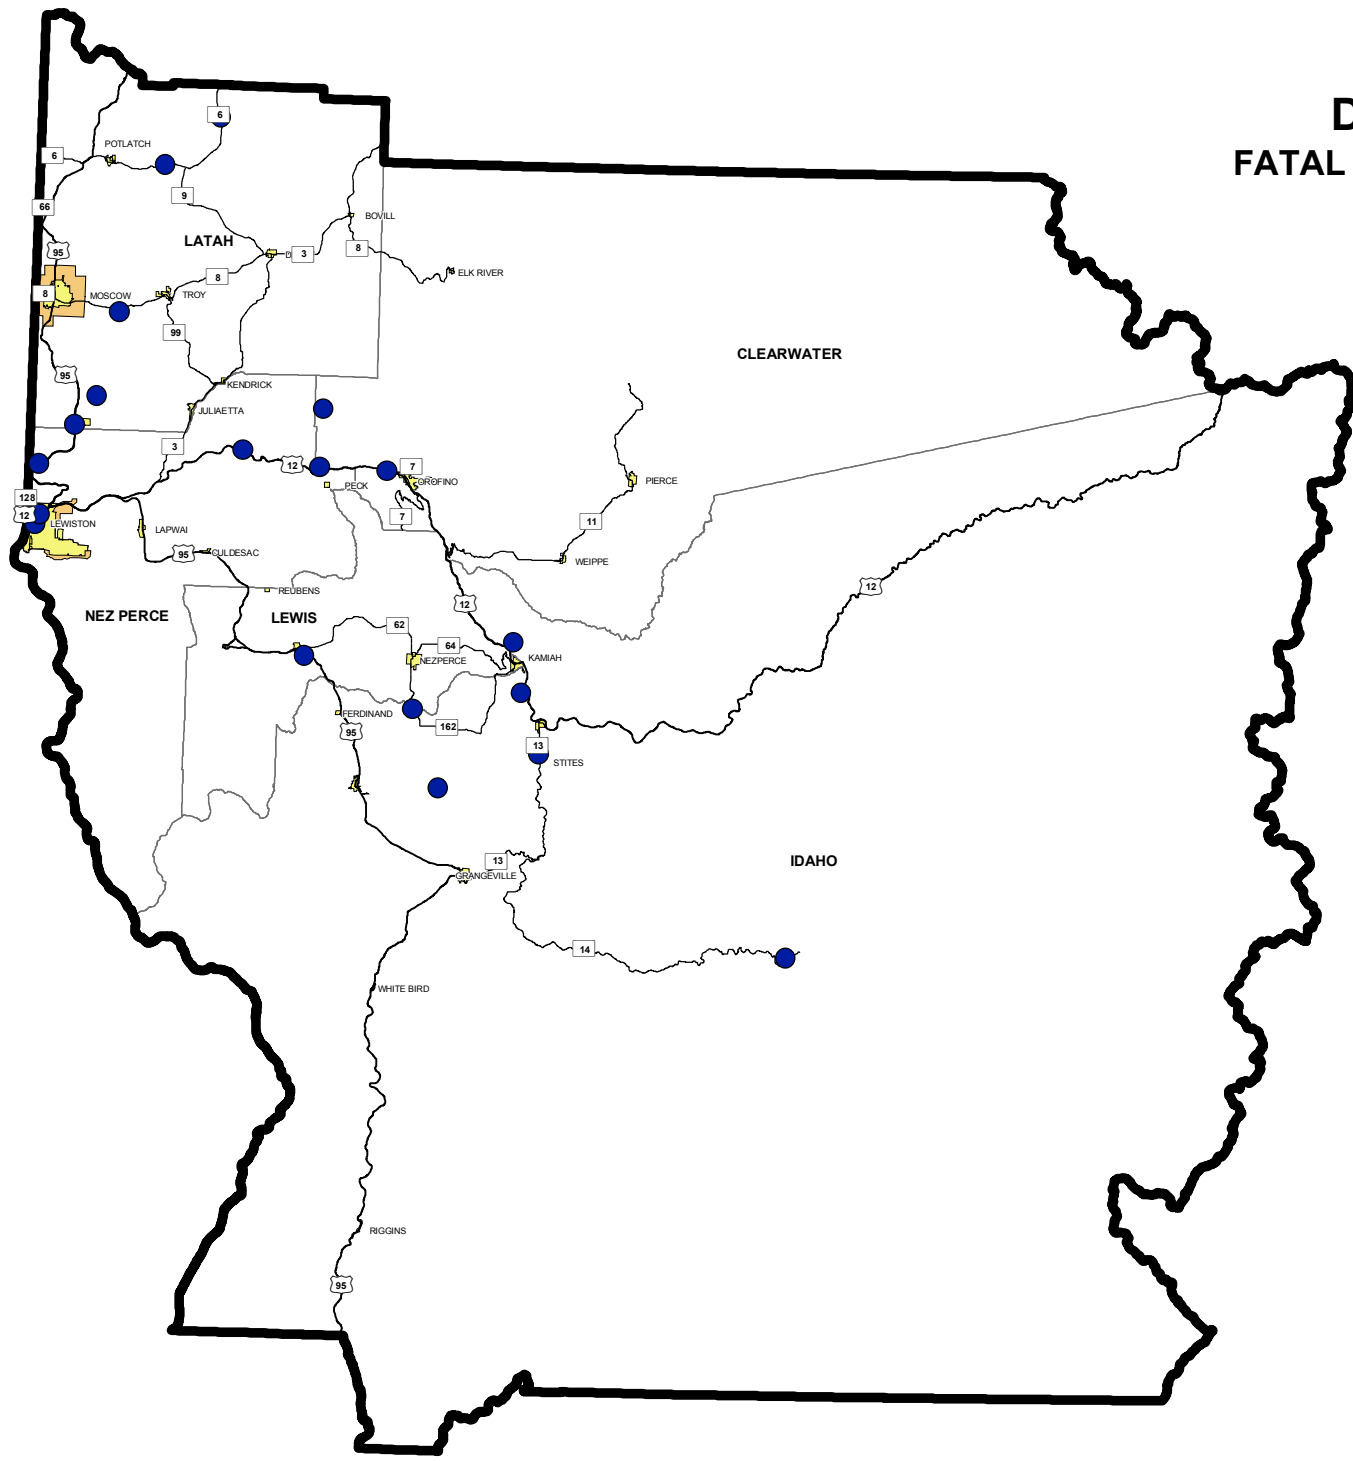 D
FATAL
6
POTLATCH
6
9
66
BOVILL
LATAH
95
3
8
D
8
ELK RIVER
8
MOSCOW
TROY
99
CLEARWATER
95
KENDRICK
JULIAETTA
3
12
7
OROFINO
PECK
PIERCE
128
12
LEWISTON
7
11
LAPWAI
95
CULDESAC
WEIPPE
REUBENS
12
12
NEZ PERCE
LEWIS
62
64
NEZPERCE
KAMIAH
FERDINAND
162
95
13
STITES
13
IDAHO
GRANGEVILLE
14
WHITE BIRD
RIGGINS
95